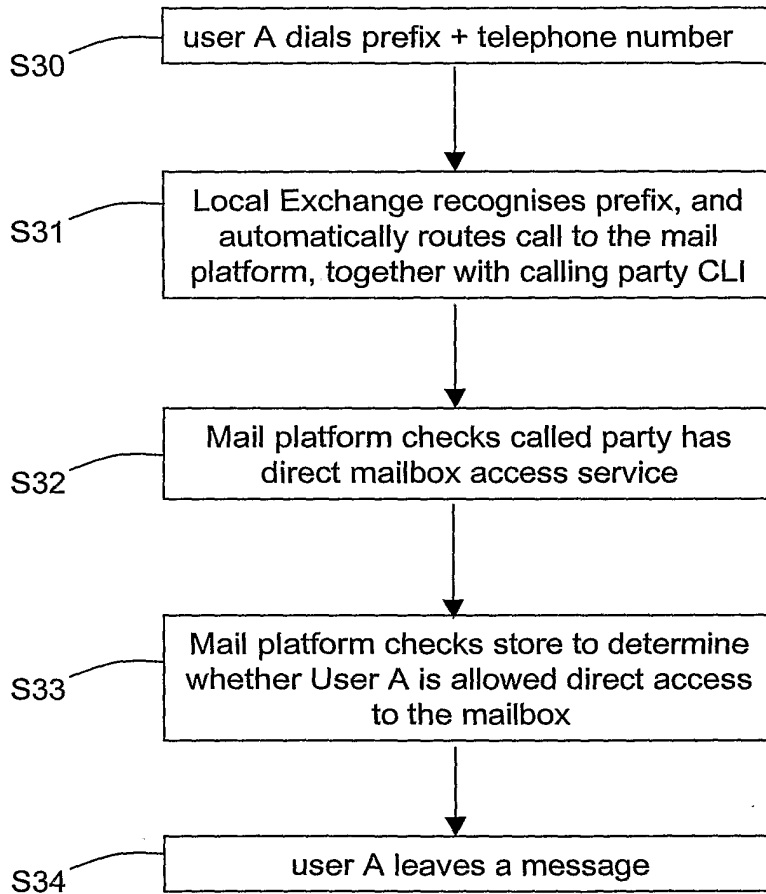 S30
user A dials prefix + telephone number
S31
Local Exchange recognises prefix, and
automatically routes call to the mail
platform, together with calling party CLI
S32
Mail platform checks called party has
direct mailbox access service
S33
Mail platform checks store to determine
whether User A is allowed direct access
to the mailbox
S34
user A leaves a message